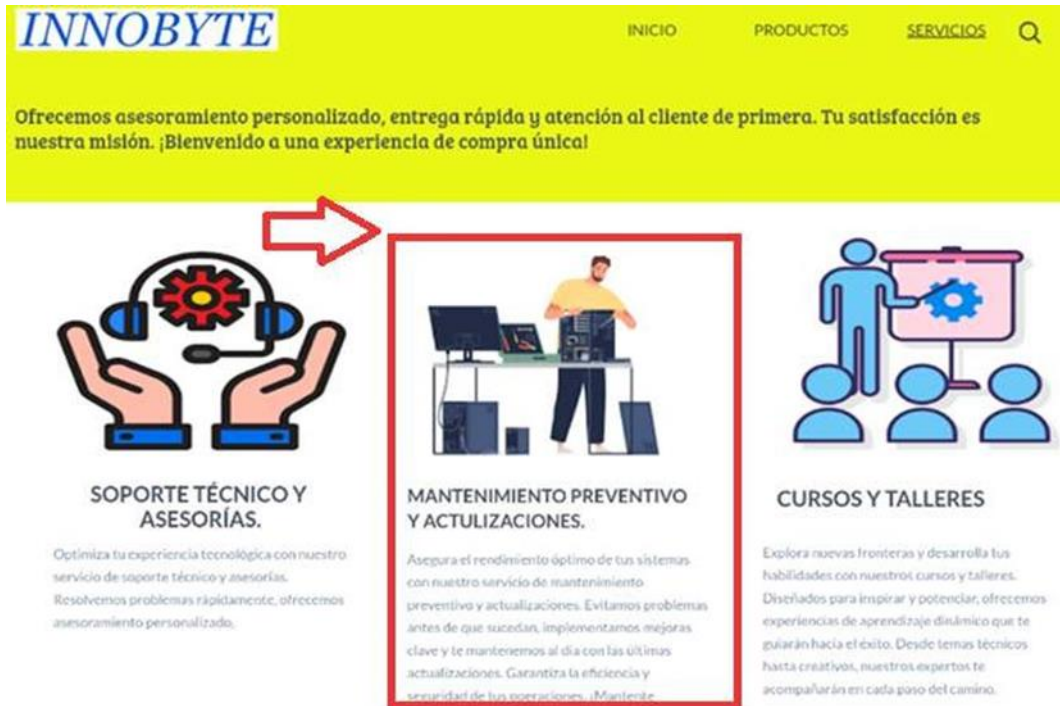 INNOBYTE
INICIO
PRODUCTOS
SERVICIOS
Ofrecemos asesoramiento personalizado, entrega rápida y atención al cliente de primera. Tu satisfacción es
nuestra misión. ¡Bienvenido a una experiencia de compra única!
SOPORTE TÉCNICO Y
ASESORÍAS.
Optimiza tu experiencia tecnológica con nuestro
servicio de soporte técnico y asesorías.
Resolvemos problemas rápidamente, ofrecemos
asesoramiento personalizado,
MANTENIMIENTO PREVENTIVO
Y ACTULIZACIONES.
Asegura el rendimiento óptimo de tus sistemas
con nuestro servicio de mantenimiento
preventivo y actualizaciones. Evitamos problemas
antes de que sucedan, implementamos mejoras
clave y te mantenemos al día con las últimas
actualizaciones. Garantiza la eficiencia y
seguridad de tus operaciones. ¡Mantente
CURSOS Y TALLERES
Explora nuevas fronteras y desarrolla tus
habilidades con nuestros cursos y talleres.
Diseñados para inspirar y potenciar, ofrecemos
experiencias de aprendizaje dinámico que te
guiarán hacia el éxito. Desde temas técnicos
hasta creativos, nuestros expertos te
acompañarán en cada paso del camino.